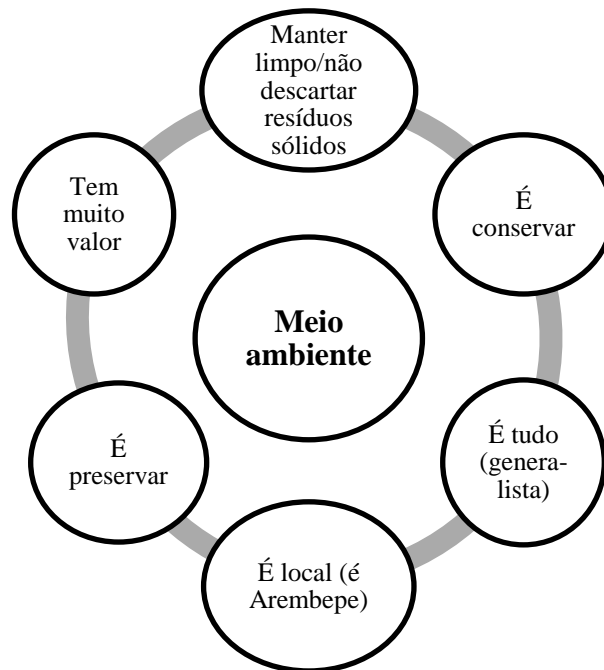 Manter
limpo/não
descartar
resíduos
sólidos
É
conservar
É tudo
(genera-
lista)
É local (é
Arembepe)
É
preservar
Tem
muito
valor
Meio
ambiente